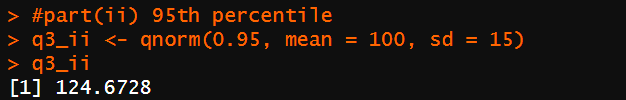 > #part(ii) 95th percentile
> q3_ii <- qnorm(0.95, mean = 100, sd = 15)
> q3_ii
[1] 124.6728